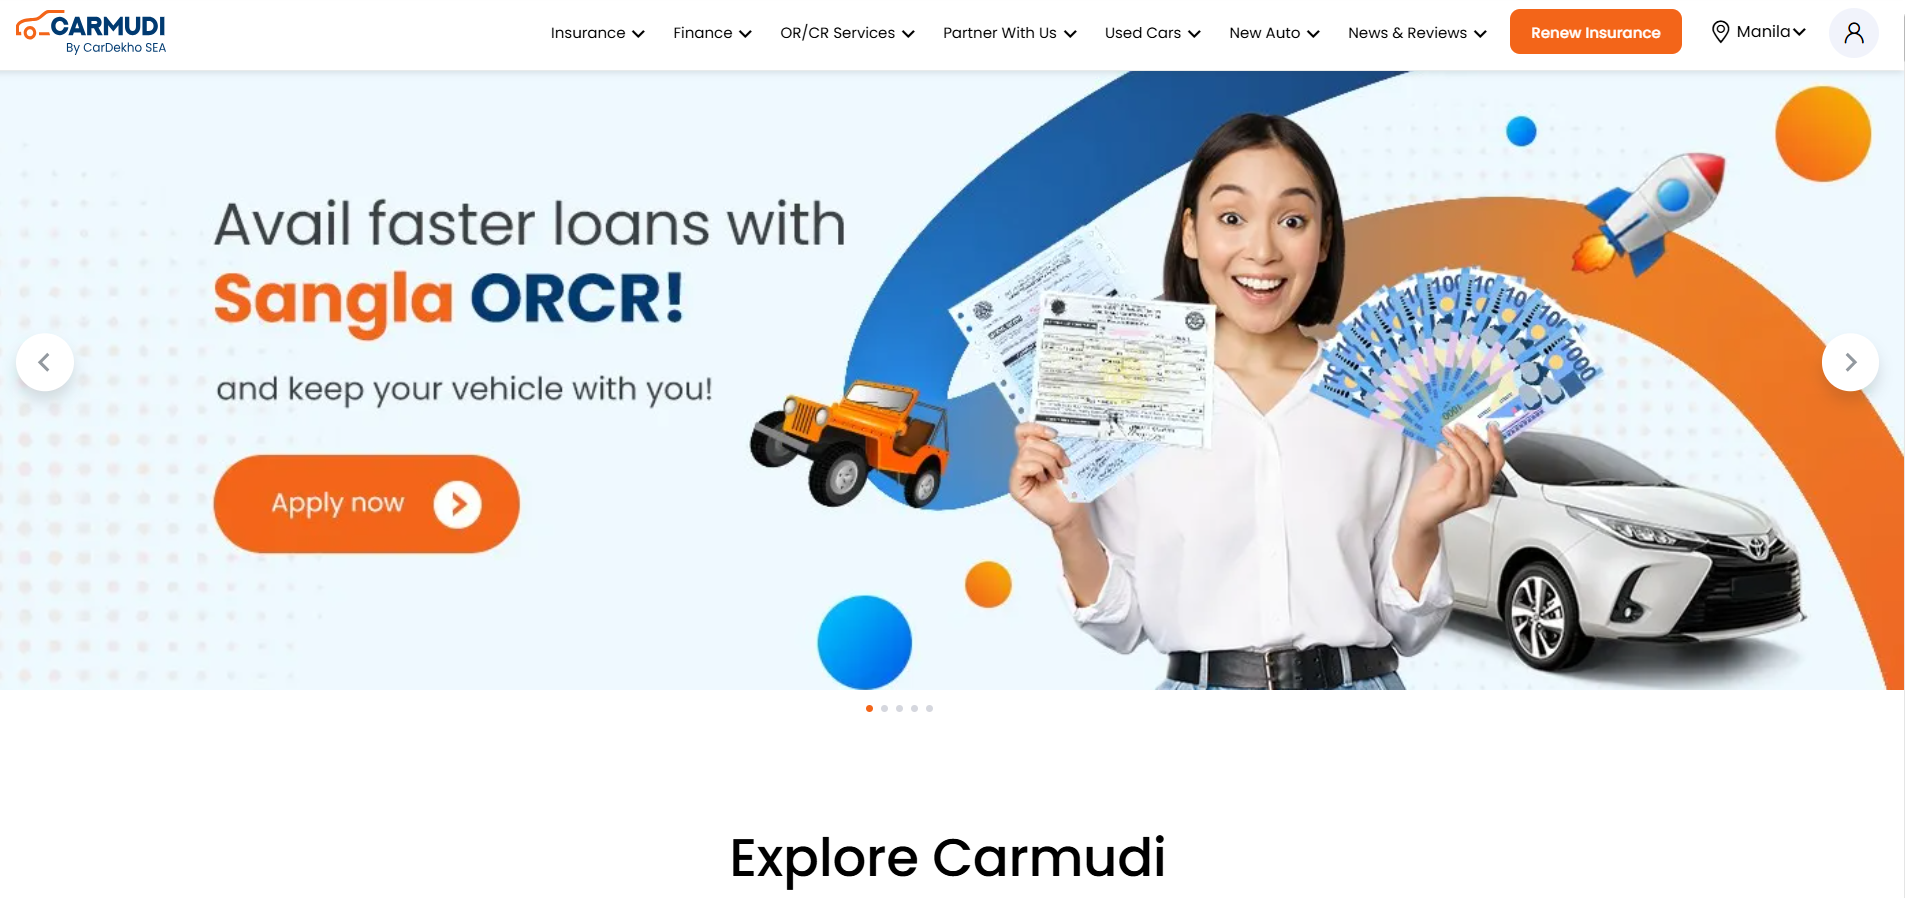 CARMUDI
By CarDekho SEA
Insurance
Finance
OR/CR Services
Partner With Us
Used Cars
New Auto
News & Reviews
Renew Insurance
Manila
Avail faster loans with
Sangla ORCR!
and keep your vehicle with you!
Apply now
1000
Explore Carmudi